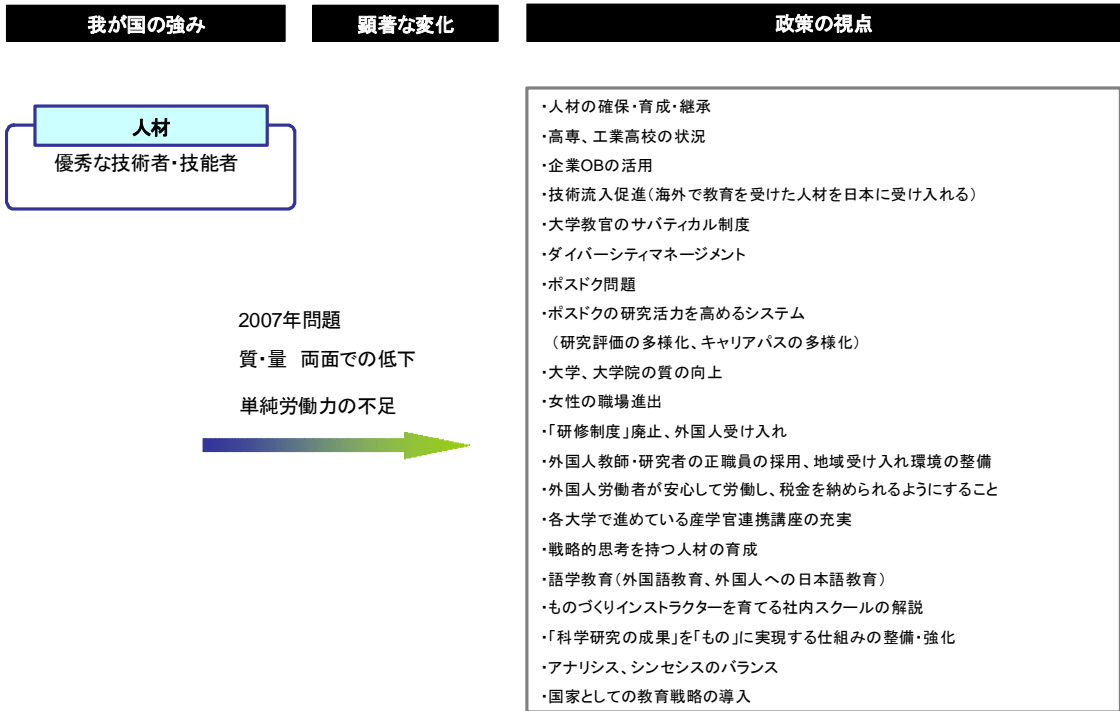 我が国の強み
顕著な変化
政策の視点
人材
優秀な技術者・技能者
2007年問題
質・量 両面での低下
単純労働力の不足
・人材の確保・育成・継承
・高専、工業高校の状況
・企業OBの活用
・技術流入促進(海外で教育を受けた人材を日本に受け入れる)
・大学教官のサバティカル制度
・ダイバーシティマネージメント
・ポスドク問題
・ポスドクの研究活力を高めるシステム
(研究評価の多様化、キャリアパスの多様化)
・大学、大学院の質の向上
・女性の職場進出
・「研修制度」廃止、外国人受け入れ
・外国人教師・研究者の正職員の採用、地域受け入れ環境の整備
・外国人労働者が安心して労働し、税金を納められるようにすること
・各大学で進めている産学官連携講座の充実
・戦略的思考を持つ人材の育成
・語学教育(外国語教育、外国人への日本語教育)
・ものづくりインストラクターを育てる社内スクールの解説
・「科学研究の成果」を「もの」に実現する仕組みの整備・強化
・アナリシス、シンセシスのバランス
・国家としての教育戦略の導入